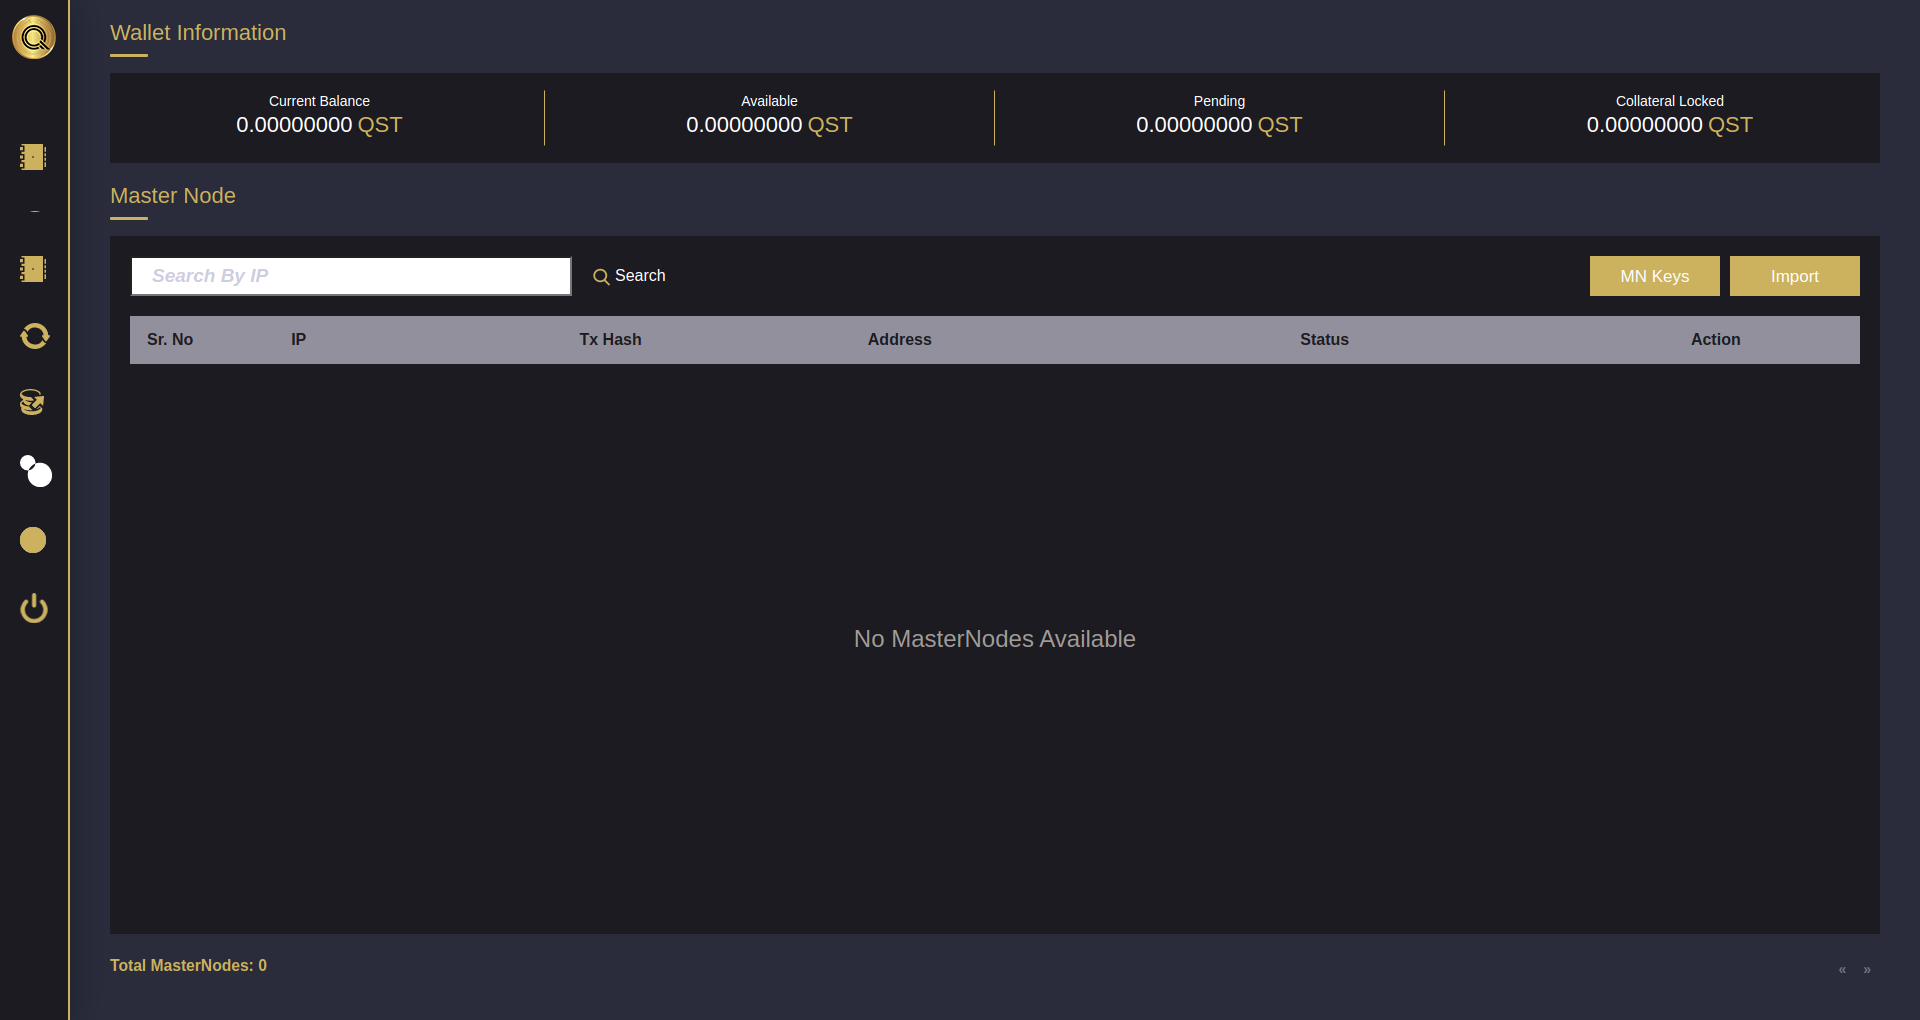 Wallet Information
Current Balance
0.00000000 QST
Available
0.00000000 QST
Pending
0.00000000 QST
Collateral Locked
0.00000000 QST
Master Node
Search By IP
Search
MN Keys
Import
Sr. No IP Tx Hash Address Status Action
No MasterNodes Available
Total MasterNodes: 0
« »